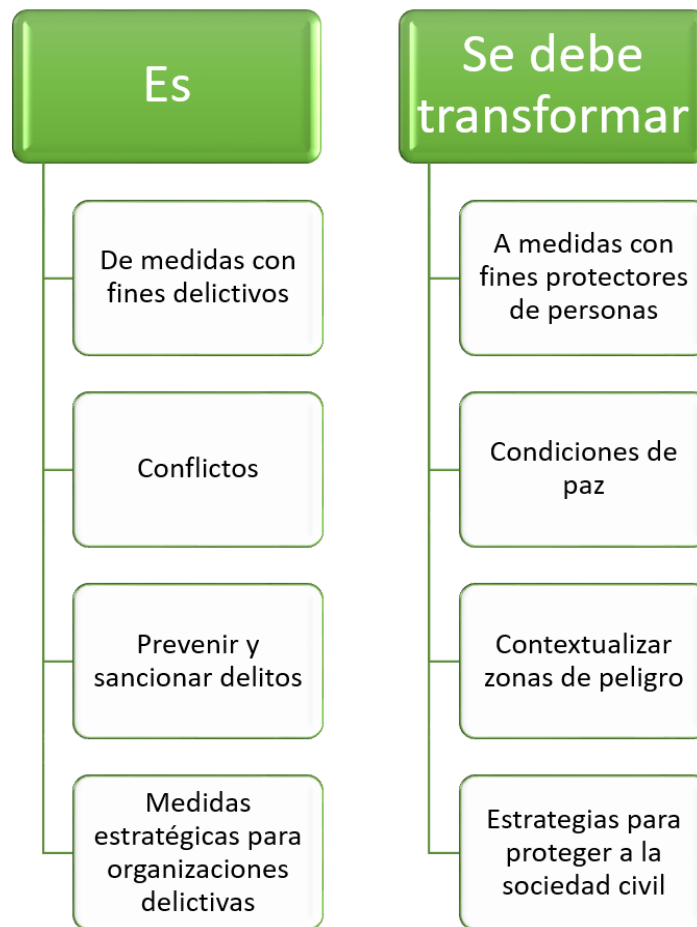 Es
De medidas con
fines delictivos
Conflictos
Prevenir y
sancionar delitos
Medidas
estratégicas para
organizaciones
delictivas
Se debe
transformar
A medidas con
fines protectores
de personas
Condiciones de
paz
Contextualizar
zonas de peligro
Estrategias para
proteger a la
sociedad civil